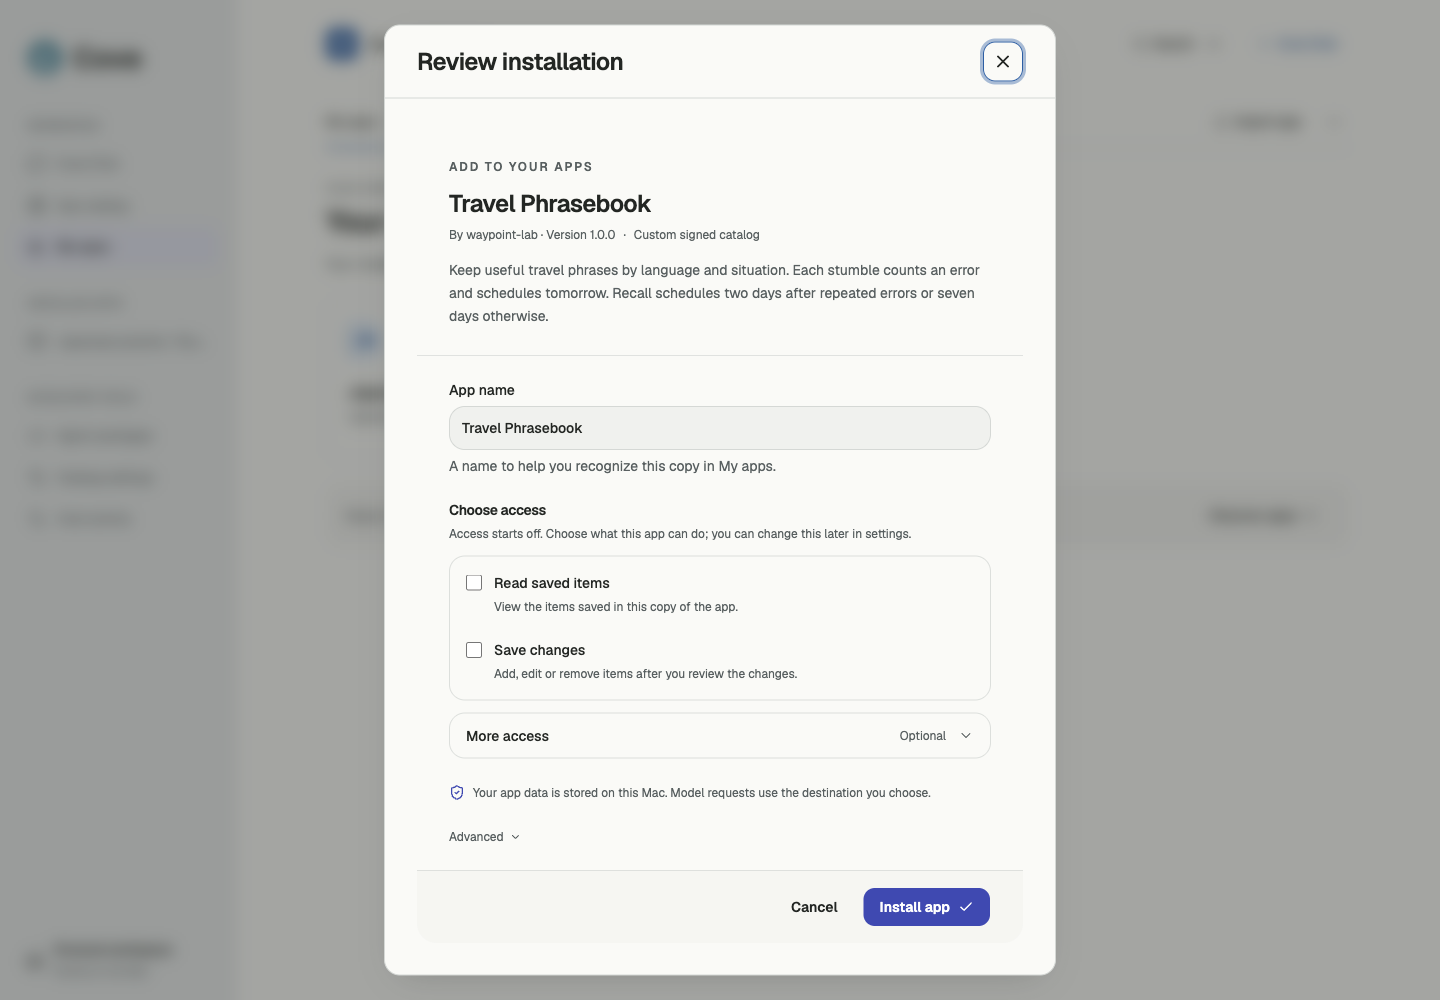 Review installation
ADD TO YOUR APPS
Travel Phrasebook
By waypoint-lab · Version 1.0.0 · Custom signed catalog
Keep useful travel phrases by language and situation. Each stumble counts an error
and schedules tomorrow. Recall schedules two days after repeated errors or seven
days otherwise.
App name
Travel Phrasebook
A name to help you recognize this copy in My apps.
Choose access
Access starts off. Choose what this app can do; you can change this later in settings.
Read saved items
View the items saved in this copy of the app.
Save changes
Add, edit or remove items after you review the changes.
More access Optional
Your app data is stored on this Mac. Model requests use the destination you choose.
Advanced
Cancel Install app